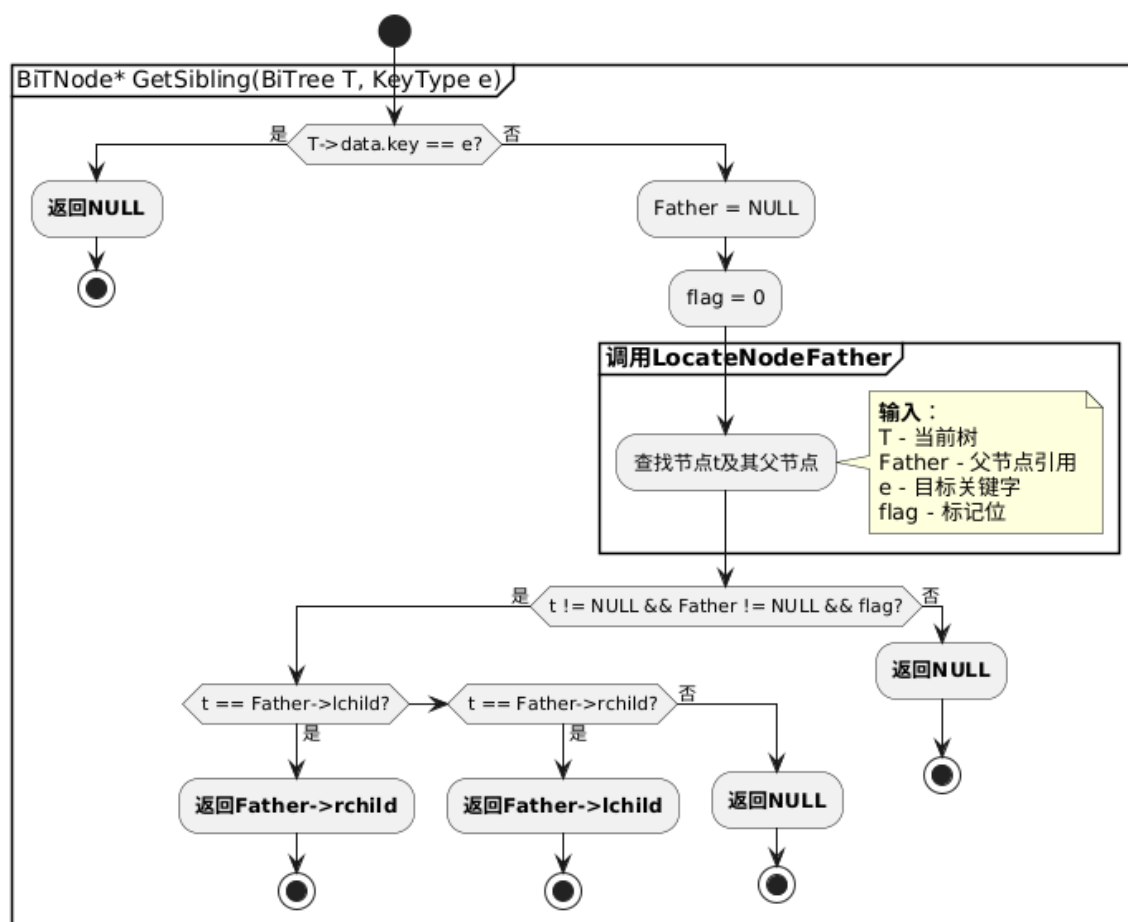 BiTNode* GetSibling(BiTree T, KeyType e)
是
T->data.key == e?
否
返回NULL
Father = NULL
flag = 0
调用LocateNodeFather
查找节点t及其父节点
输入：
T - 当前树
Father - 父节点引用
e - 目标关键字
flag - 标记位
是
t != NULL && Father != NULL && flag?
否
返回NULL
t == Father->lchild?
t == Father->rchild?
否
是
是
返回Father->rchild
返回Father->lchild
返回NULL